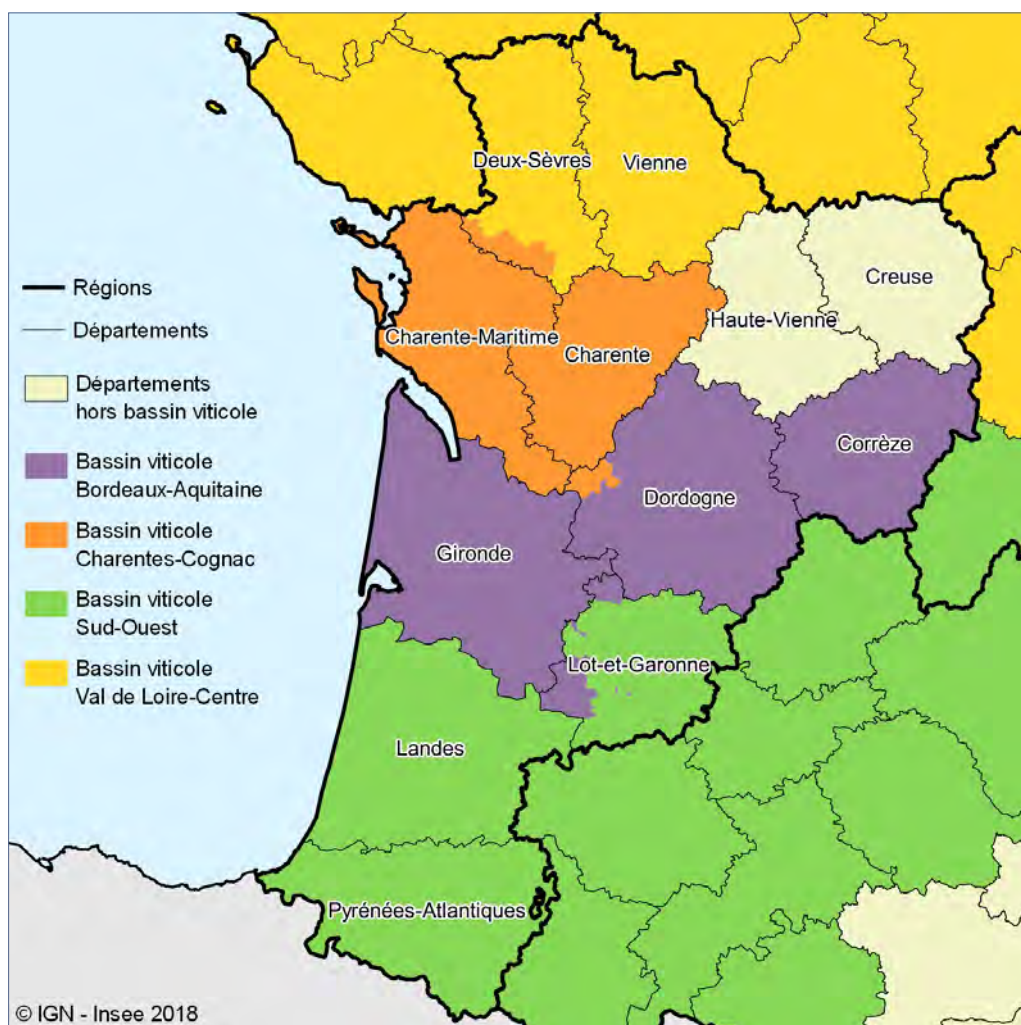 Deux-Sèvres
Vienne
Creuse
Haute-Vienne
Charente-Maritime
Charente
Corrèze
Dordogne
Gironde
Lot-et-Garonne
Landes
Pyrénées-Atlantiques
Régions
Départements
Départements
hors bassin viticole
Bassin viticole
Bordeaux-Aquitaine
Bassin viticole
Charentes-Cognac
Bassin viticole
Sud-Ouest
Bassin viticole
Val de Loire-Centre
© IGN - Insee 2018